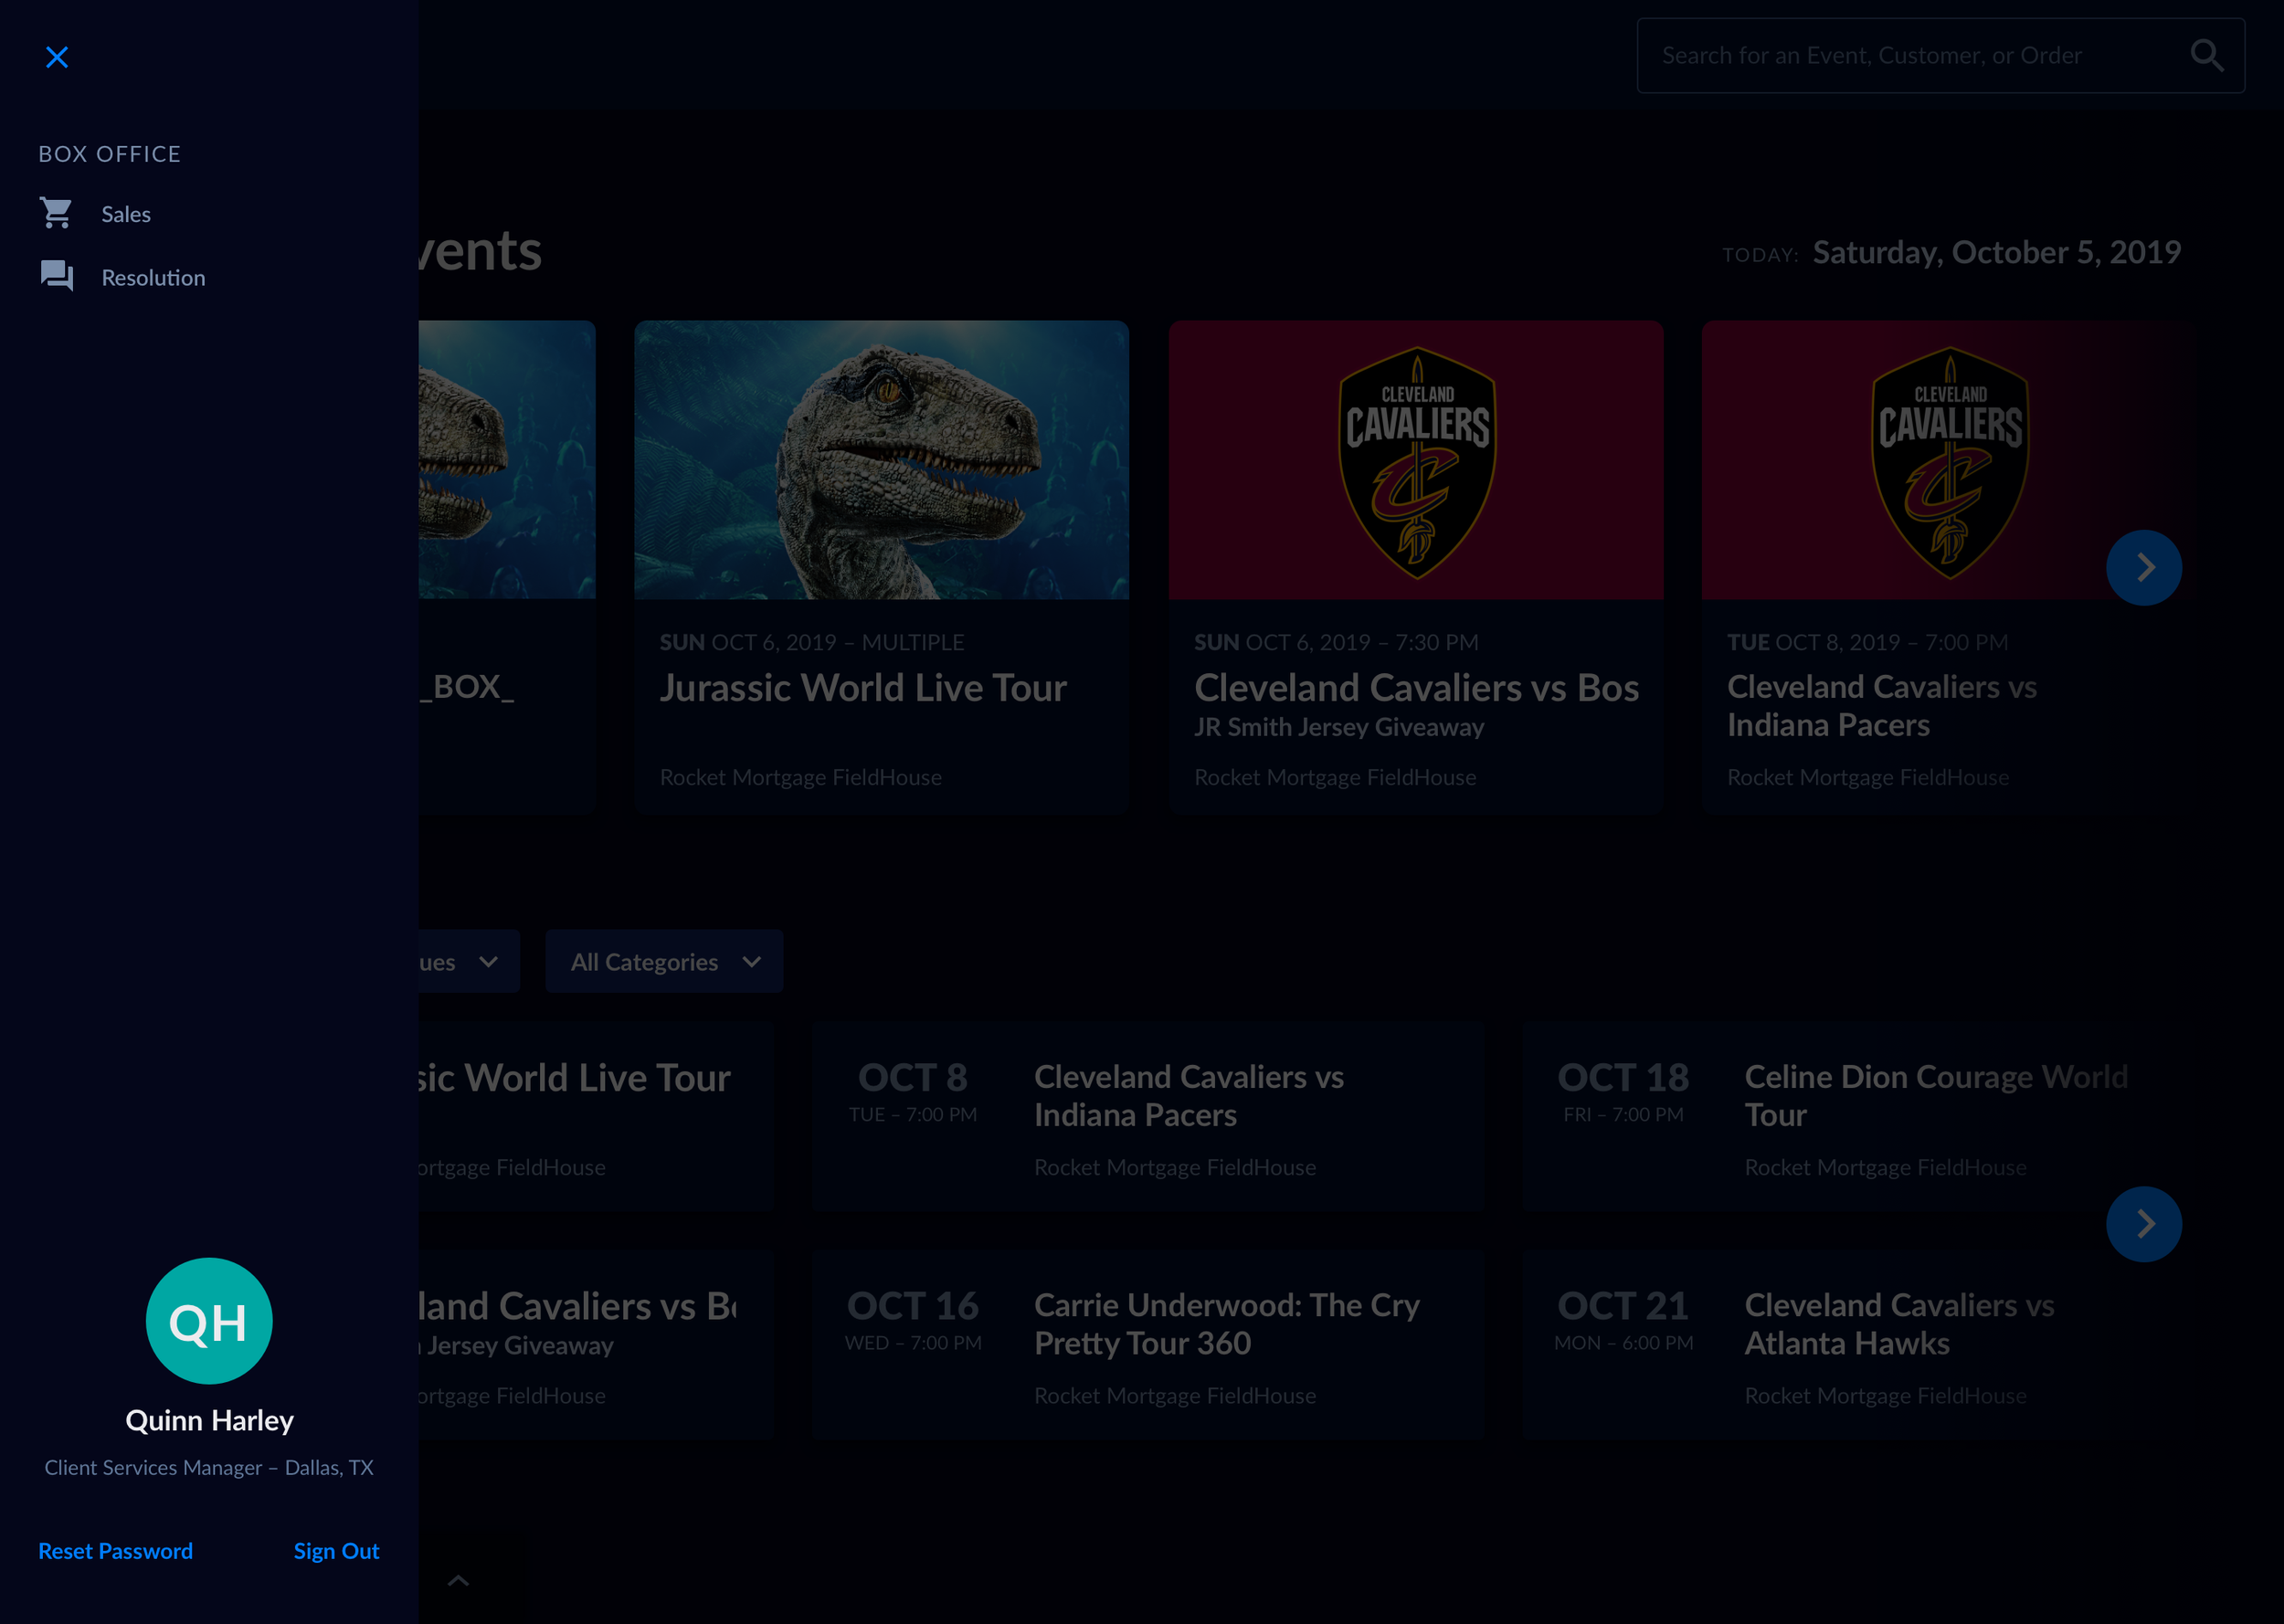 Search for an Event, Customer, or Order
BOX OFFICE
Sales
Resolution
vents
TODAY: Saturday, October 5, 2019
CLEVELAND
CAVALIERS
CLEVELAND
CAVALIERS
_BOX_
SUN OCT 6, 2019 – MULTIPLE
Jurassic World Live Tour
Rocket Mortgage FieldHouse
SUN OCT 6, 2019 – 7:30 PM
Cleveland Cavaliers vs Bos
JR Smith Jersey Giveaway
Rocket Mortgage FieldHouse
TUE OCT 8, 2019 – 7:00 PM
Cleveland Cavaliers vs
Indiana Pacers
Rocket Mortgage FieldHouse
ues
All Categories
sic World Live Tour
ortgage FieldHouse
OCT 8
TUE – 7:00 PM
Cleveland Cavaliers vs
Indiana Pacers
Rocket Mortgage FieldHouse
OCT 18
FRI – 7:00 PM
Celine Dion Courage World
Tour
Rocket Mortgage FieldHouse
land Cavaliers vs Bo
Jersey Giveaway
ortgage FieldHouse
OCT 16
WED – 7:00 PM
Carrie Underwood: The Cry
Pretty Tour 360
Rocket Mortgage FieldHouse
OCT 21
MON – 6:00 PM
Cleveland Cavaliers vs
Atlanta Hawks
Rocket Mortgage FieldHouse
QH
Quinn Harley
Client Services Manager – Dallas, TX
Reset Password
Sign Out